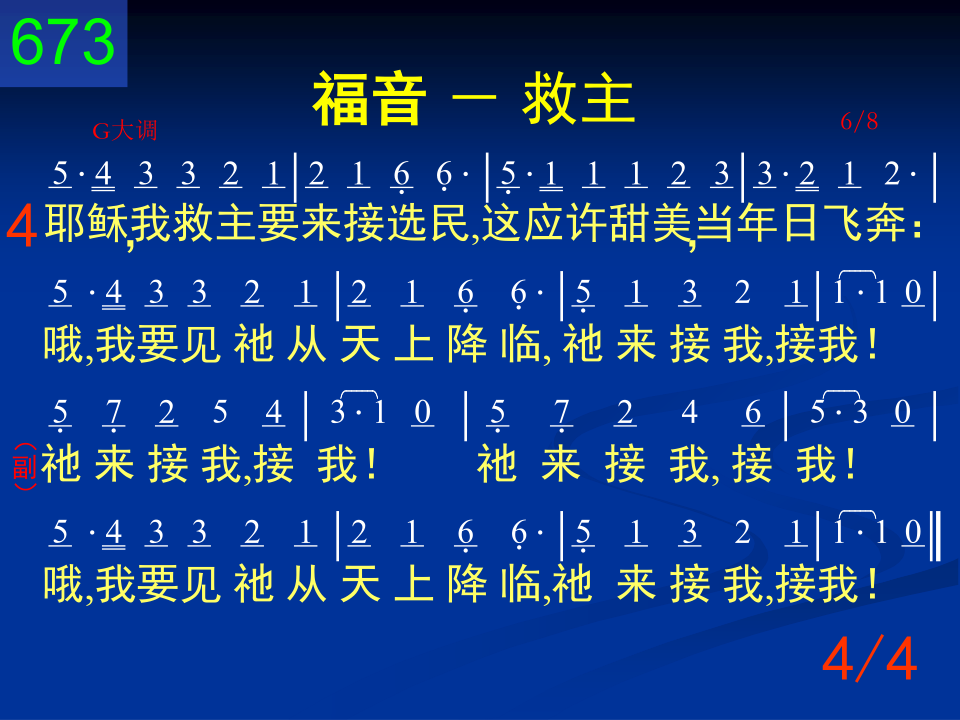 673
福音 － 救主
G大调
6/8
5·4 3 3 2 1|2 1 6 6·|5·1 1 1 2 3|3·2 1 2·|
4 耶稣,我救主要来接选民,这应许甜美,当年日飞奔：
5 ·4 3 3 2 1|2 1 6 6·|5 1 3 2 1|1·1 0|
哦,我要见 祂 从 天 上 降 临, 祂 来 接 我,接我！
5 7 2 5 4 | 3·1 0 | 5 7 2 4 6 | 5·3 0 |
（副） 祂 来 接 我,接 我！ 祂 来 接 我, 接 我！
5 ·4 3 3 2 1|2 1 6 6·|5 1 3 2 1|1·1 0‖
哦,我要见 祂 从 天 上 降 临,祂 来 接 我,接我！
4/4